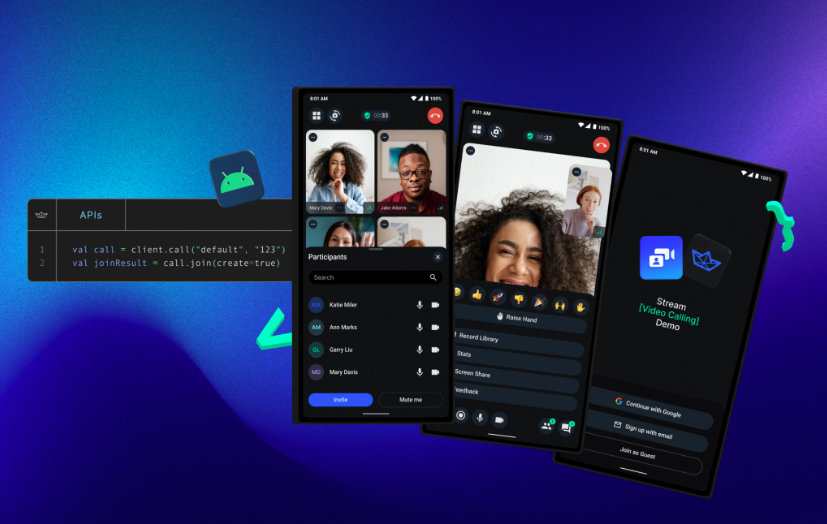 APIs
1 val call = client.call("default", "123")
2 val joinResult = call.join(create=true)
9:01 AM
100%
00:33
Mary Davis
Jake Adams
Participants
Search
KM Katie Miler
AM Ann Marks
GL Garry Liu
MD Mary Davis
Invite
Mute me
9:01 AM
100%
00:33
Raise Hand
Record Library
Stats
Screen Share
Feedback
9:01 AM
100%
Stream
[Video Calling]
Demo
Continue with Google
Sign up with email
Join as Guest